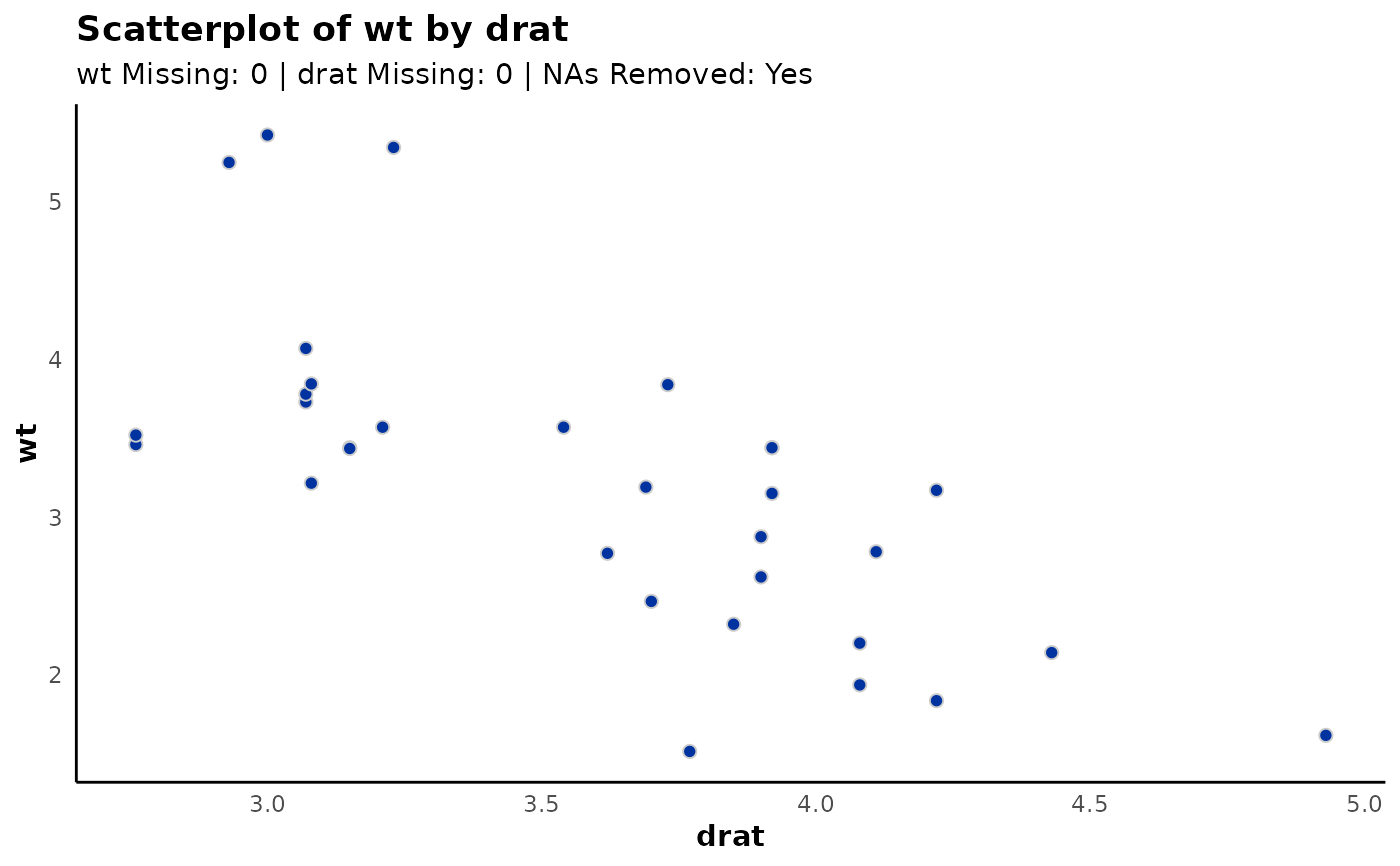 Scatterplot of wt by drat
wt Missing: 0 | drat Missing: 0 | NAs Removed: Yes
5
4
3
2
wt
3.0 3.5 4.0 4.5 5.0
drat